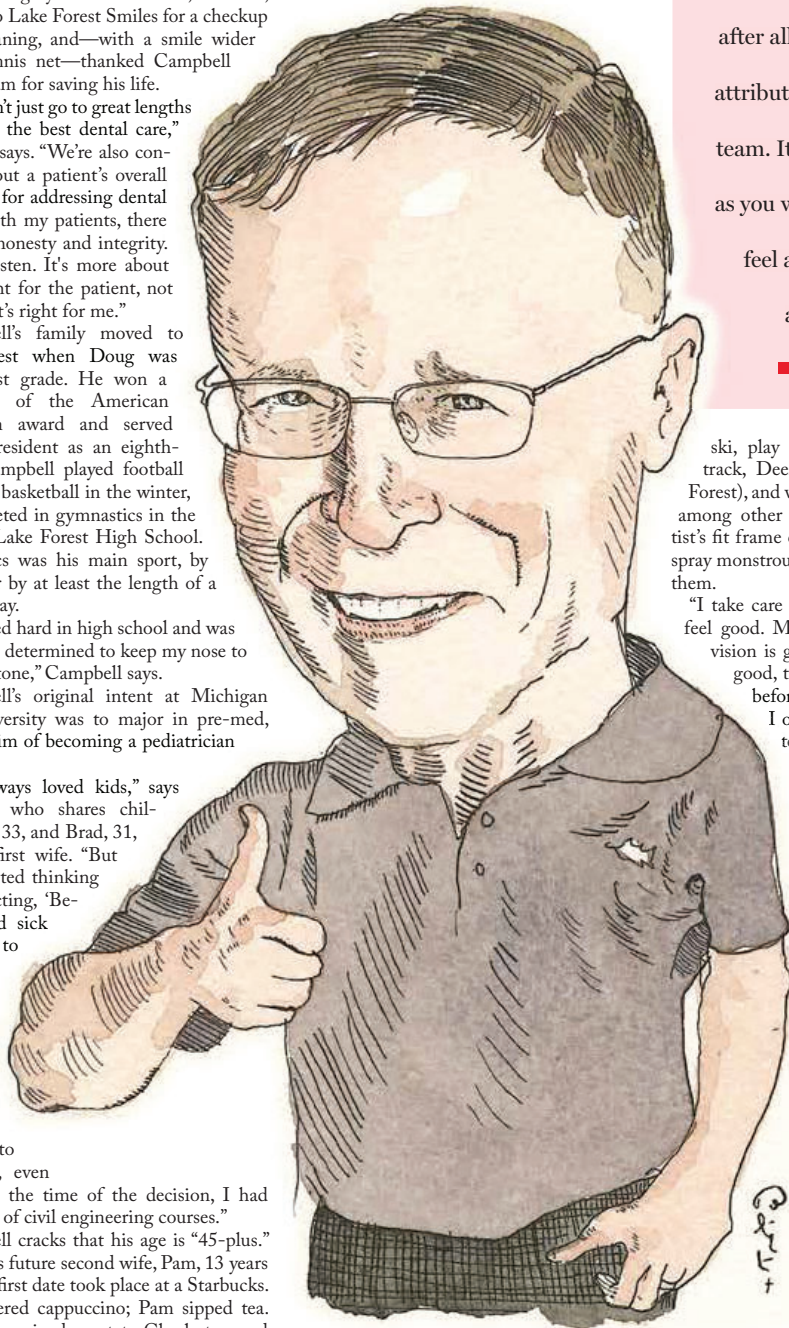 o Lake Forest Smiles for a checkup
ning, and—with a smile wider
nnis net—thanked Campbell
m for saving his life.
't just go to great lengths
the best dental care,”
says. “We’re also con-
out a patient’s overall
for addressing dental
th my patients, there
honesty and integrity.
sten. It's more about
nt for the patient, not
t’s right for me.”
ell’s family moved to
est when Doug was
st grade. He won a
of the American
n award and served
resident as an eighth-
mpbell played football
basketball in the winter,
eted in gymnastics in the
Lake Forest High School.
cs was his main sport, by
r by at least the length of a
ay.
ed hard in high school and was
determined to keep my nose to
tone,” Campbell says.
ell’s original intent at Michigan
versity was to major in pre-med,
im of becoming a pediatrician
ways loved kids,” says
who shares chil-
33, and Brad, 31,
first wife. “But
ted thinking
cting, ‘Be-
d sick
to
to
, even
the time of the decision, I had
of civil engineering courses.”
ell cracks that his age is “45-plus.”
s future second wife, Pam, 13 years
first date took place at a Starbucks.
ered cappuccino; Pam sipped tea.
after all
attribut
team. It
as you w
feel a
a
ski, play
track, Dee
Forest), and w
among other
tist’s fit frame
spray monstrou
them.
“I take care
feel good. M
vision is g
good, t
befor
I o
to